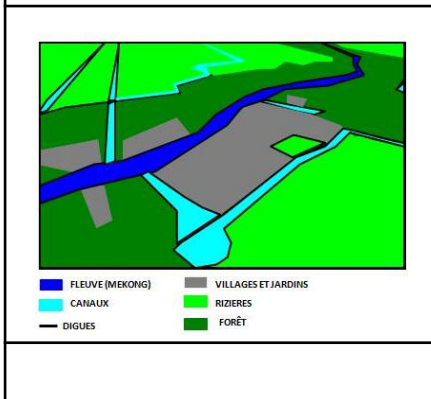 FLEUVE (MEKONG)
VILLAGES ET JARDINS
CANAUX
RIZIERES
DIGUES
FORÊT